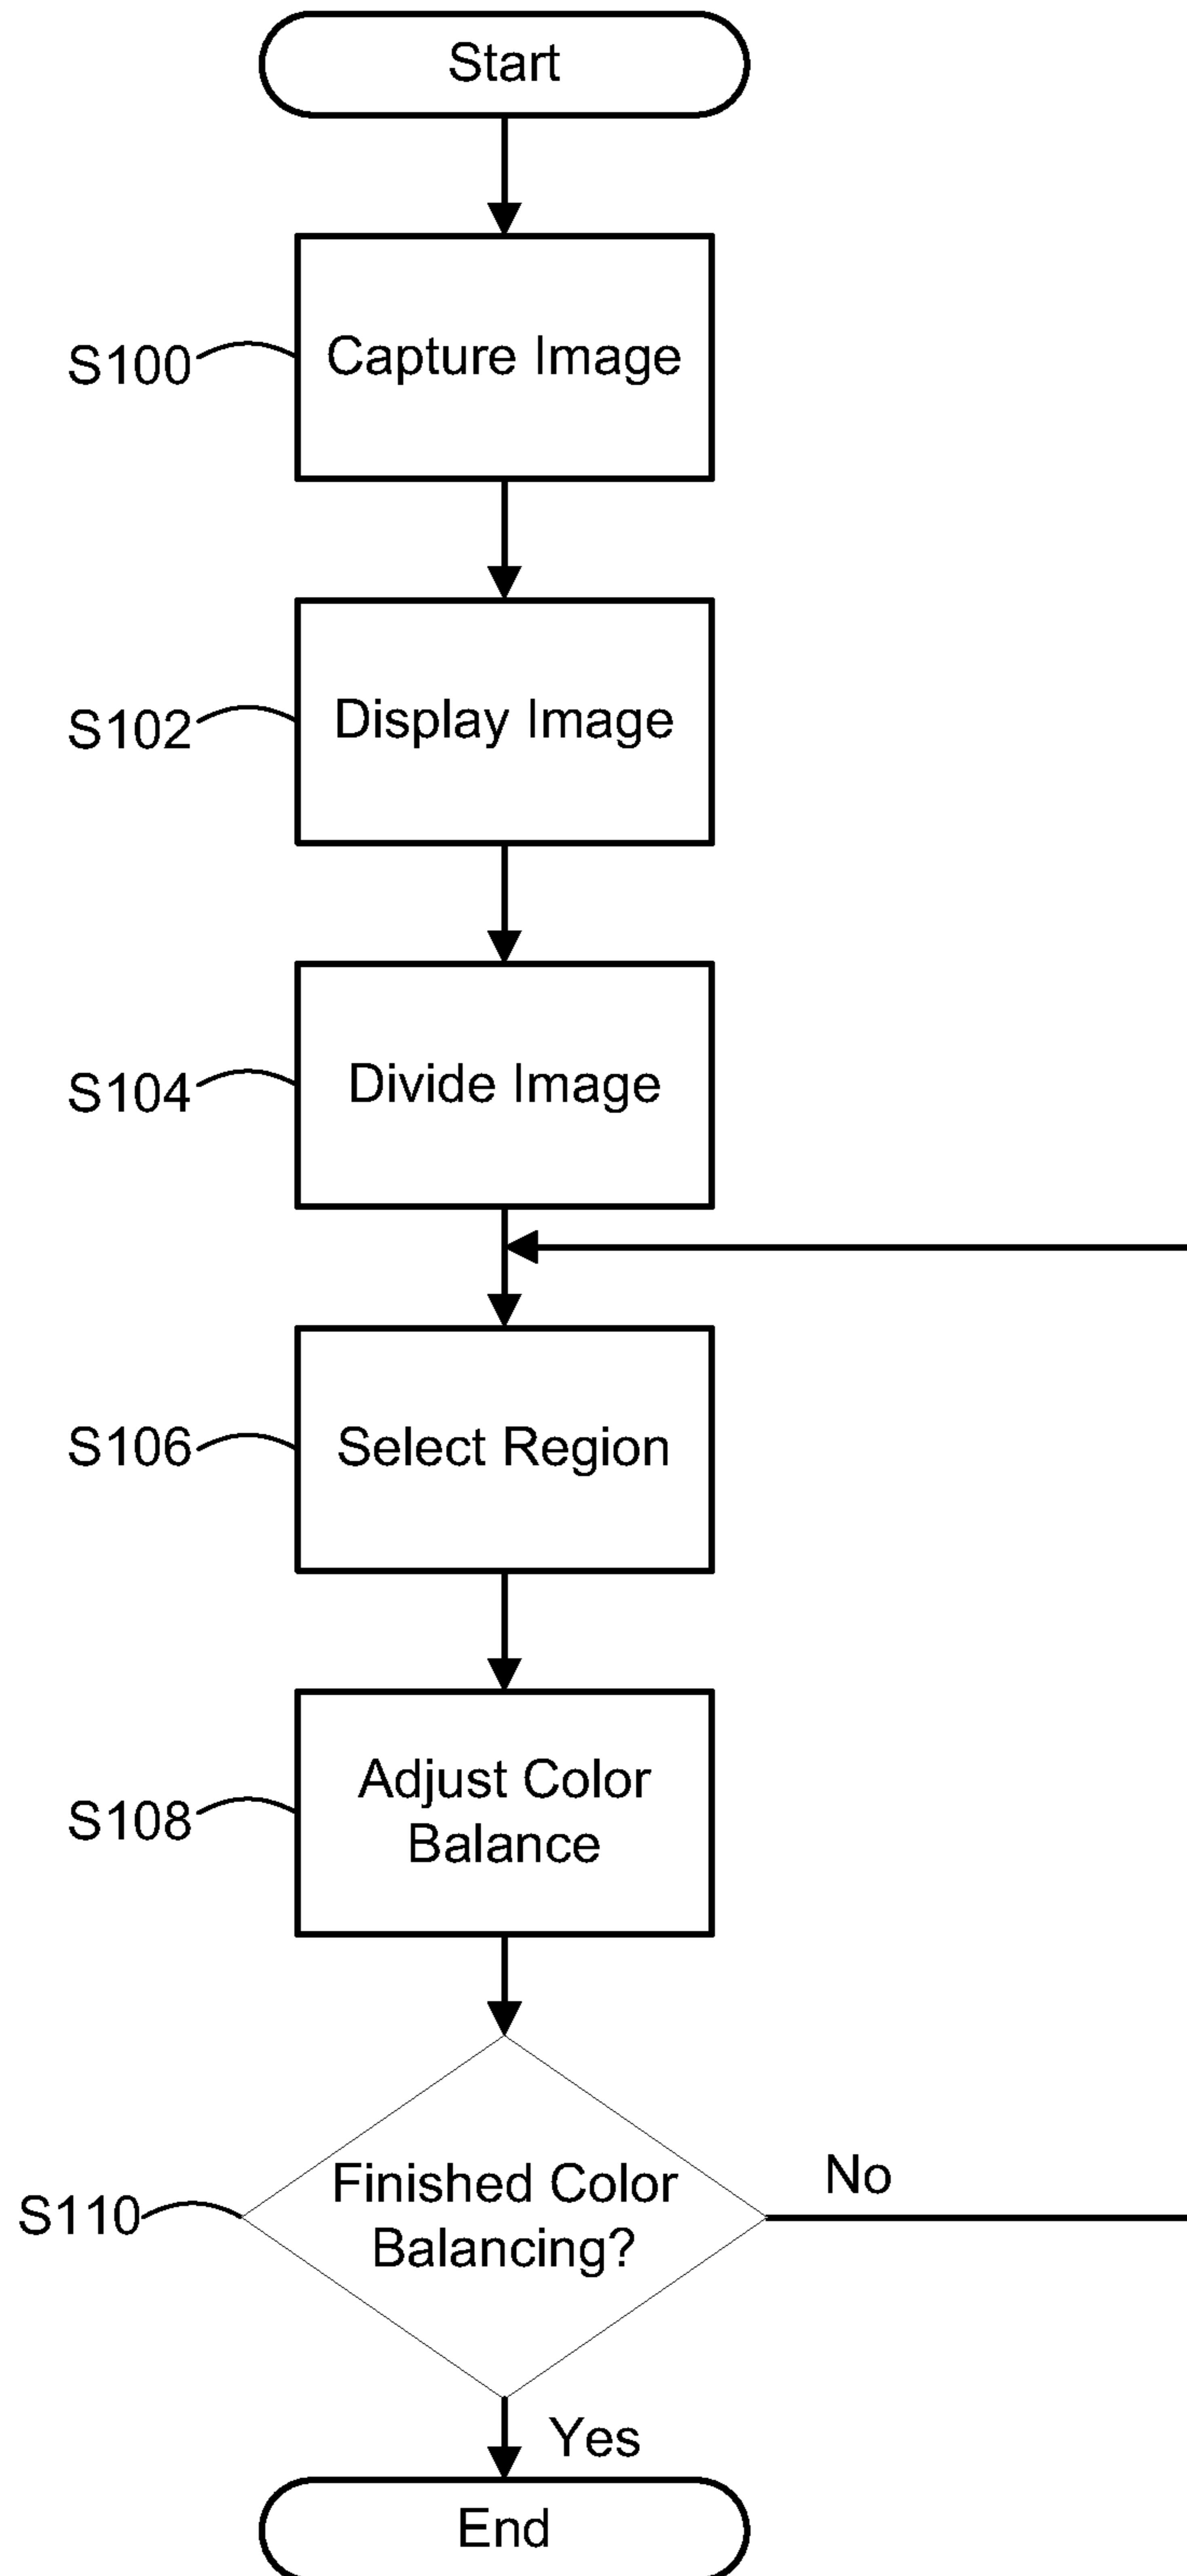 Start
S100
Capture Image
S102
Display Image
S104
Divide Image
S106
Select Region
S108
Adjust Color
Balance
S110
Finished Color
Balancing?
No
Yes
End